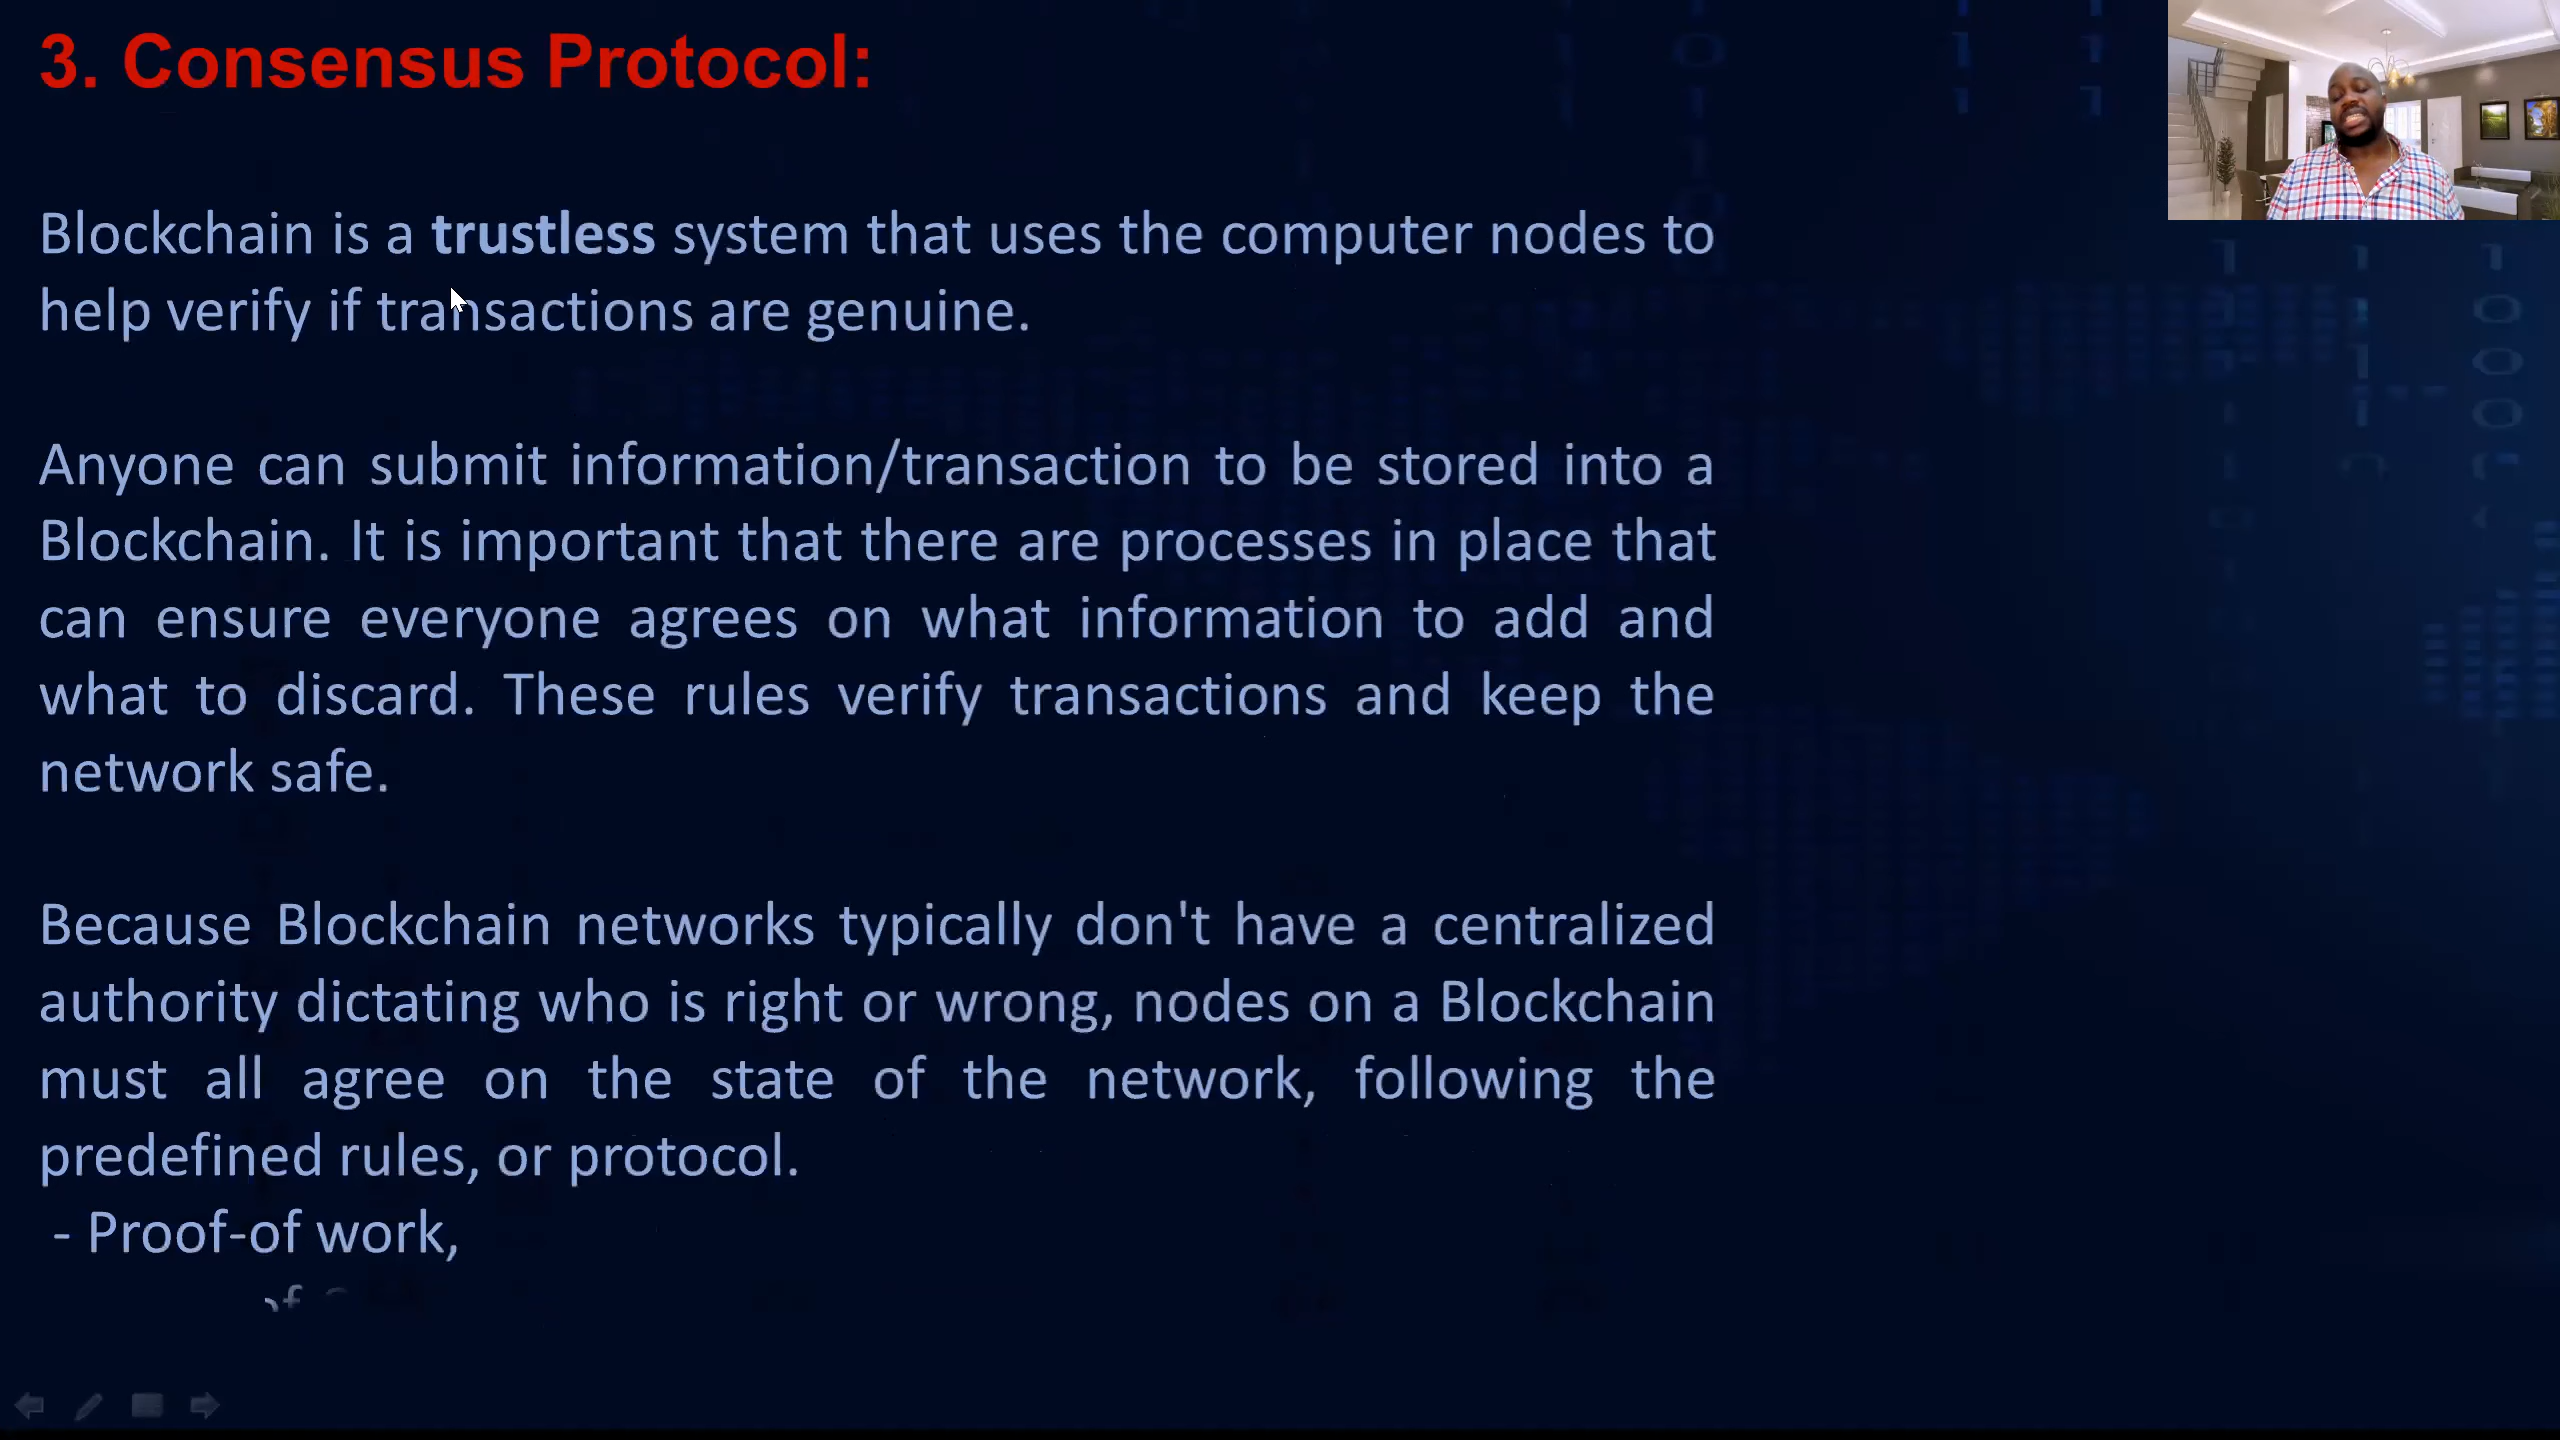 3. Consensus Protocol:
Blockchain is a trustless system that uses the computer nodes to
help verify if transactions are genuine.
Anyone can submit information/transaction to be stored into a
Blockchain. It is important that there are processes in place that
can ensure everyone agrees on what information to add and
what to discard. These rules verify transactions and keep the
network safe.
Because Blockchain networks typically don't have a centralized
authority dictating who is right or wrong, nodes on a Blockchain
must all agree on the state of the network, following the
predefined rules, or protocol.
- Proof-of work,